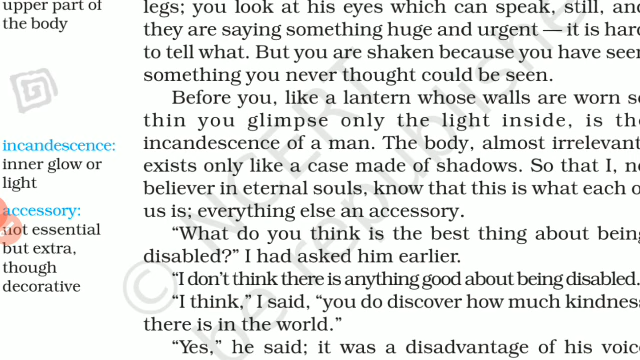 upper part of
the body
incandescence:
inner glow or
light
accessory:
not essential
but extra,
though
decorative
legs; you look at his eyes which can speak, still, and
they are saying something huge and urgent — it is hard
to tell what. But you are shaken because you have seen
something you never thought could be seen.
Before you, like a lantern whose walls are worn so
thin you glimpse only the light inside, is the
incandescence of a man. The body, almost irrelevant
exists only like a case made of shadows. So that I, no
believer in eternal souls, know that this is what each o
us is; everything else an accessory.
“What do you think is the best thing about being
disabled?” I had asked him earlier.
“I don't think there is anything good about being disabled.
“I think,” I said, “you do discover how much kindness
there is in the world.”
“Yes,” he said; it was a disadvantage of his voice
© NCERT
be republished